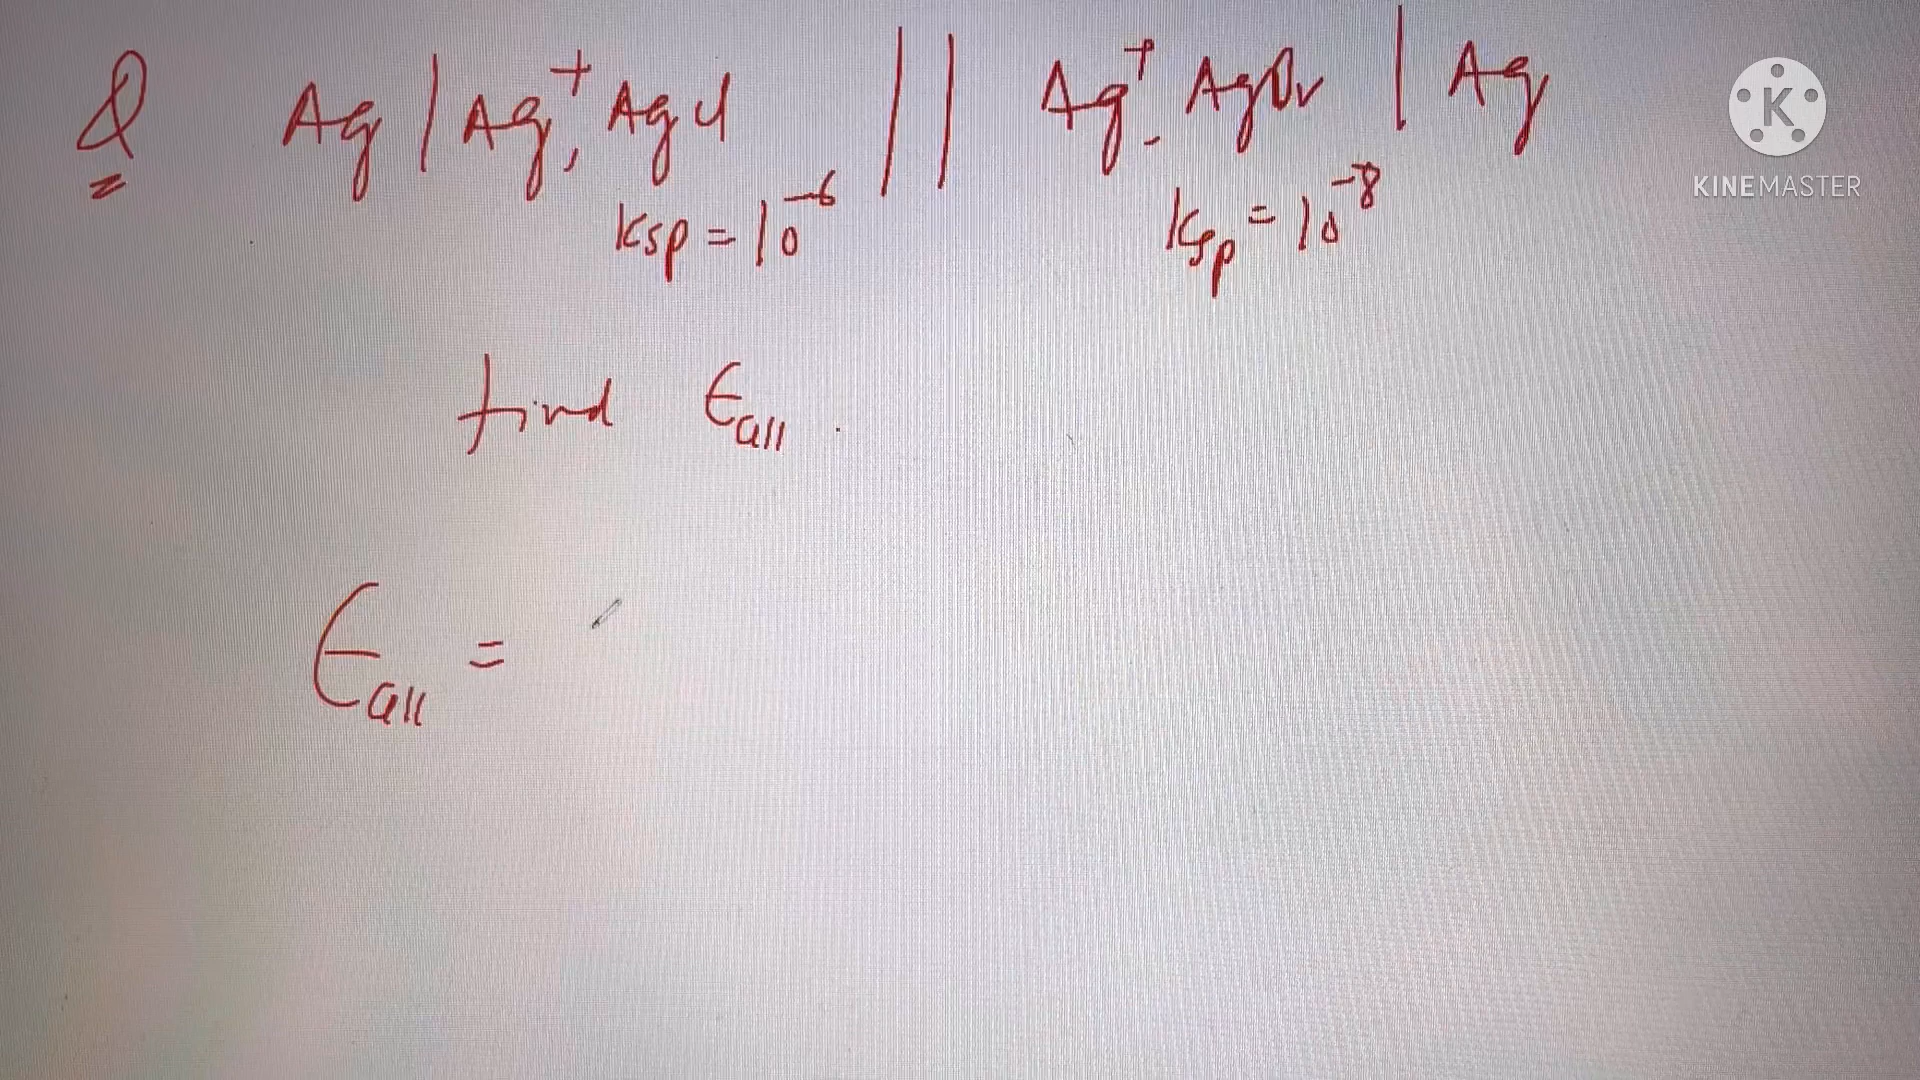 Q Ag | Ag⁺, AgCl || Ag⁺, AgBr | Ag
Ksp = 10⁻⁶ Ksp = 10⁻⁸
find Ecell
Ecell =
K
KINEMASTER